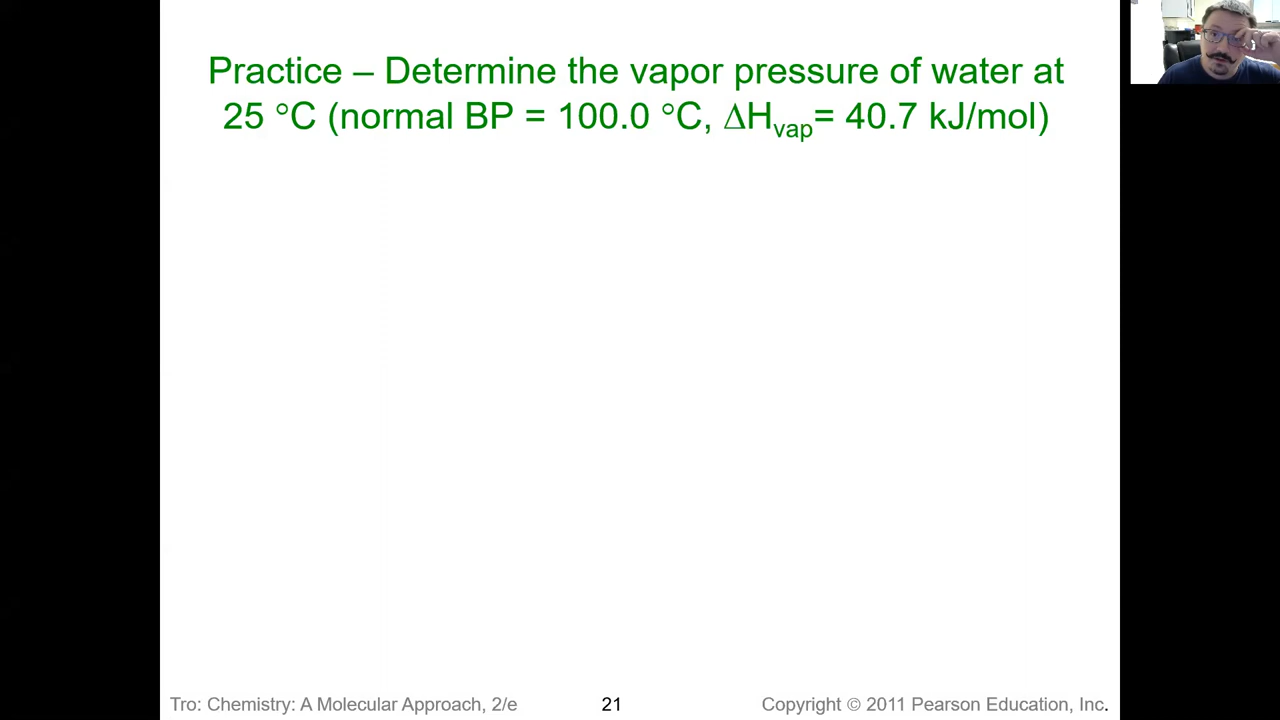 Practice – Determine the vapor pressure of water at
25 °C (normal BP = 100.0 °C, ΔHvap= 40.7 kJ/mol)
Tro: Chemistry: A Molecular Approach, 2/e
21
Copyright © 2011 Pearson Education, Inc.